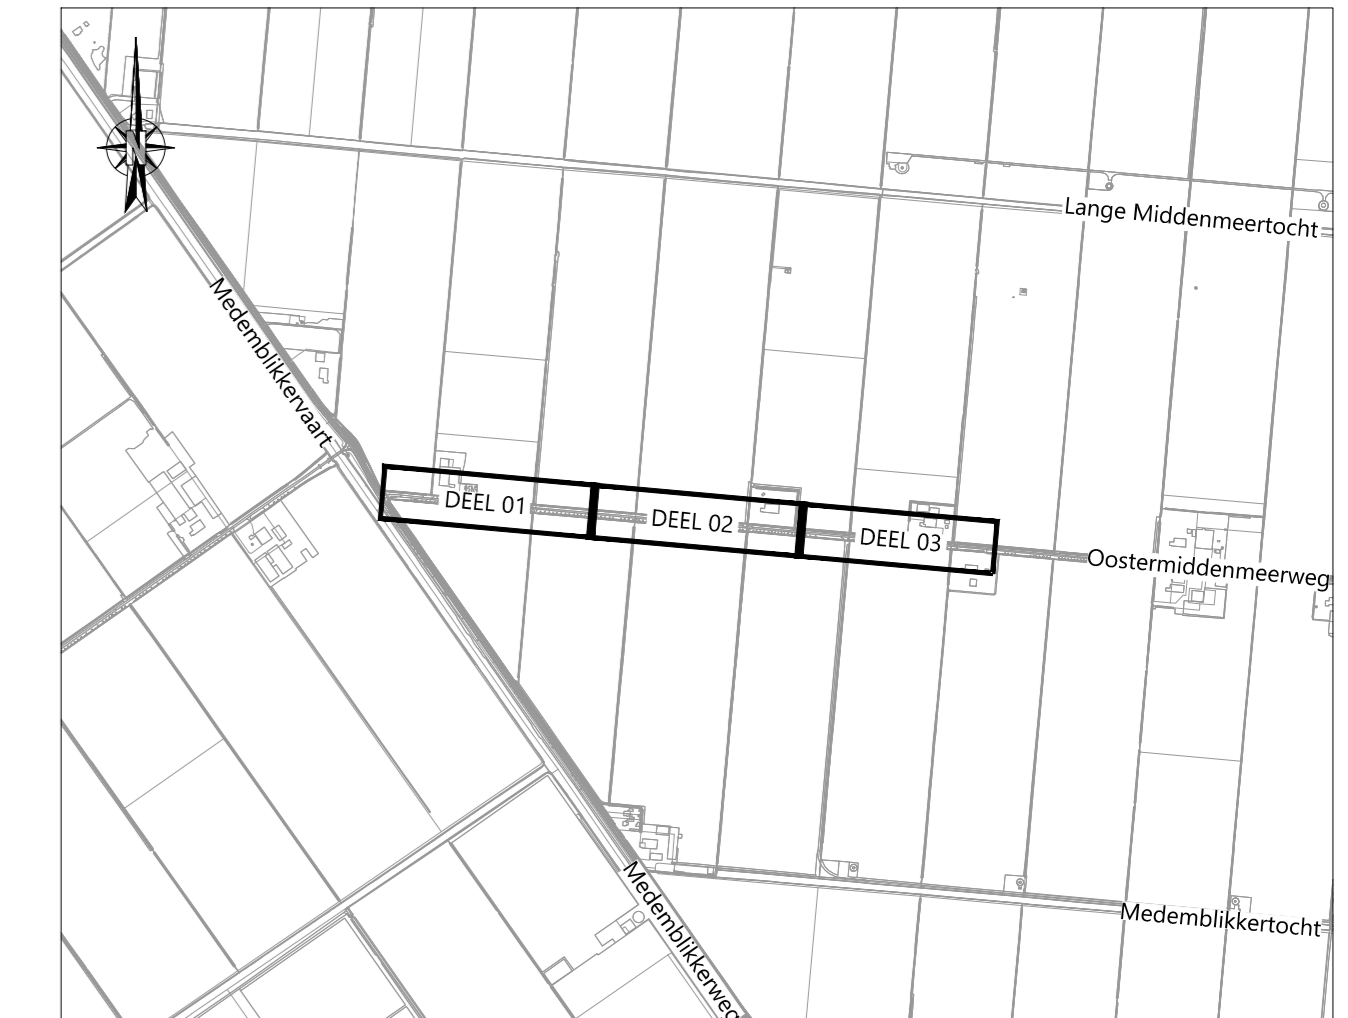 Lange Middenmeertocht
Medemblikkervaart
DEEL 01
DEEL 02
DEEL 03
Oostermiddenmeerweg
Medemblikkerweg
Medemblikkertocht